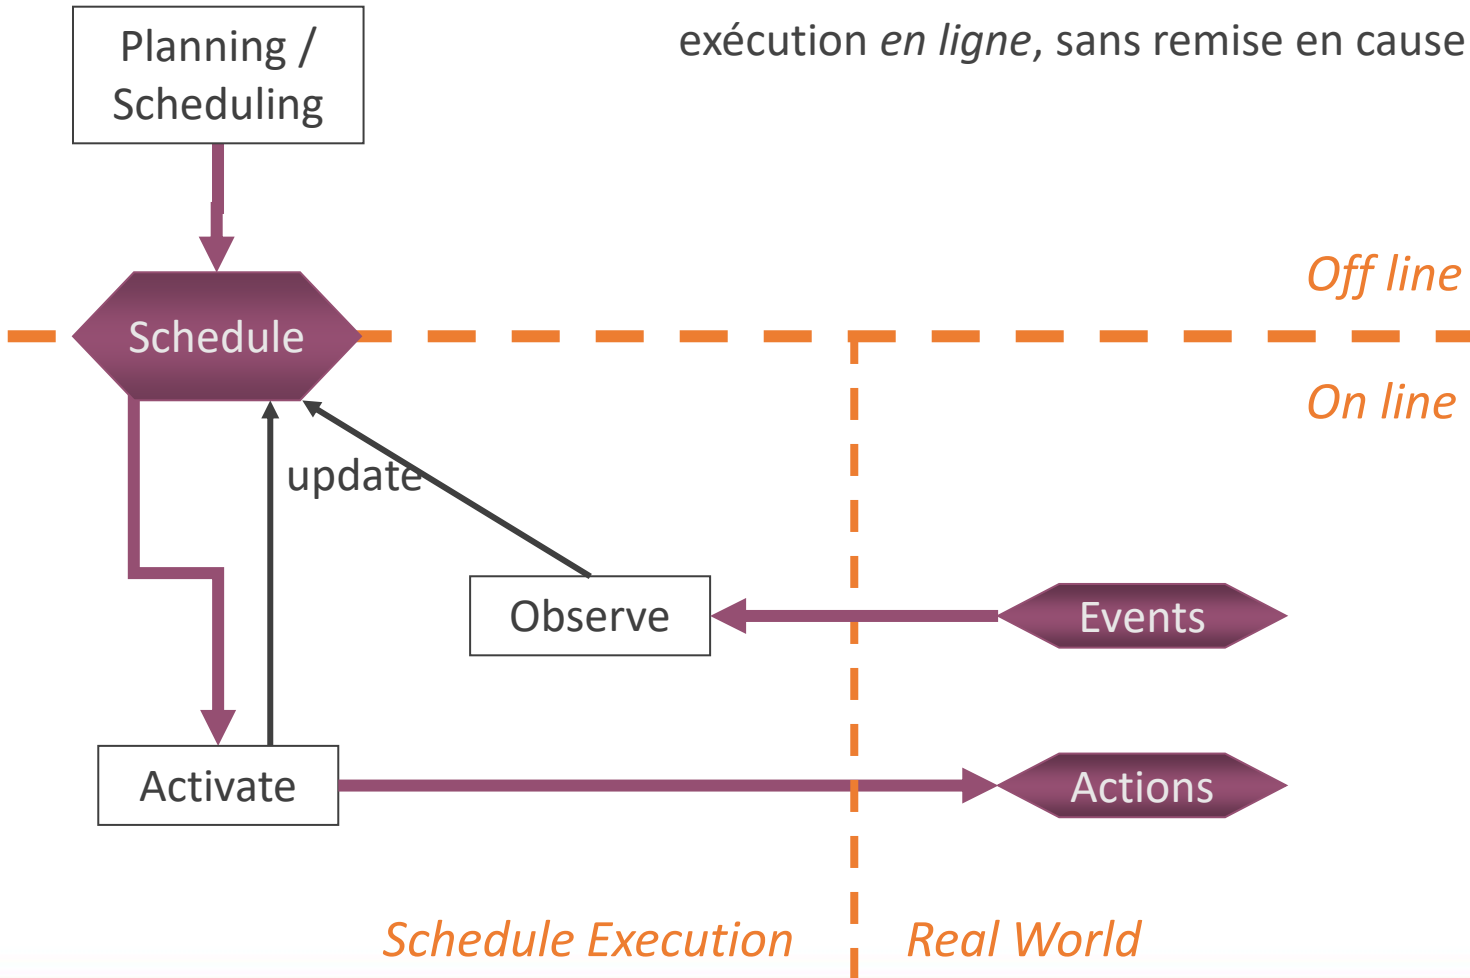 Planning /
Scheduling
exécution en ligne, sans remise en cause
Off line
Schedule
On line
update
Observe
Events
Activate
Actions
Schedule Execution
Real World